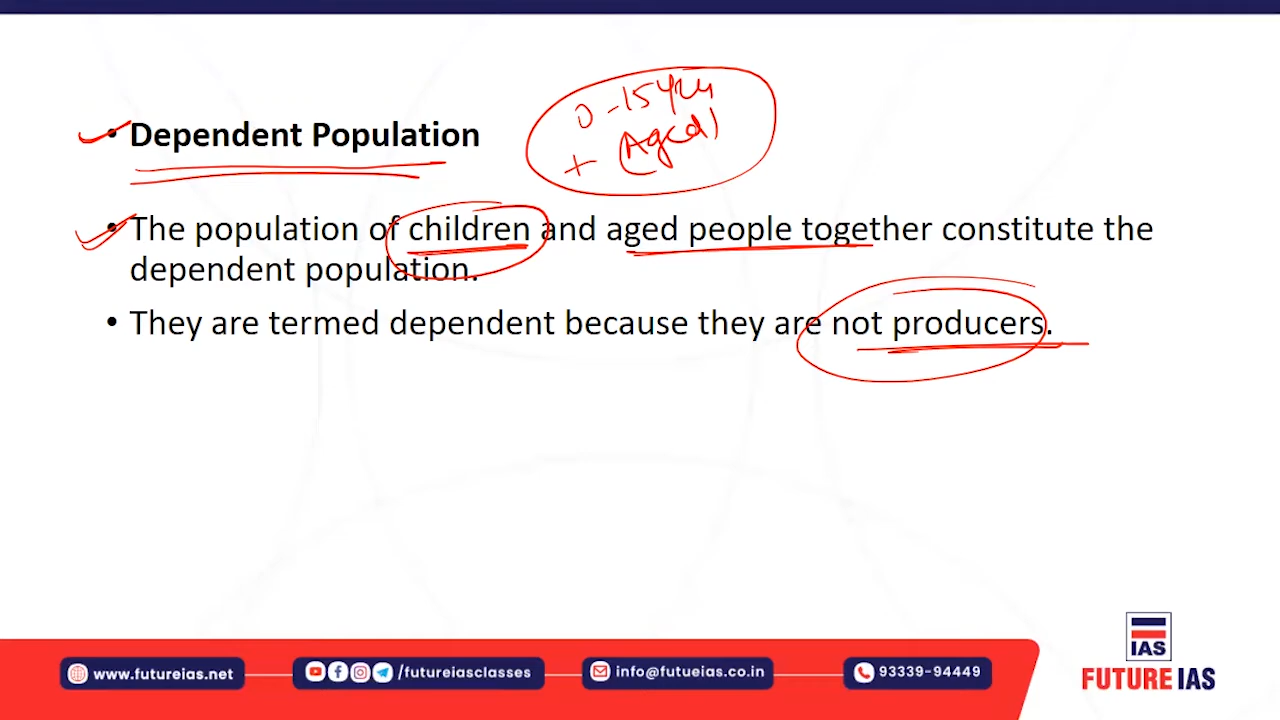 0-15 yrs
+ (Aged)
• Dependent Population
• The population of children and aged people together constitute the
dependent population.
• They are termed dependent because they are not producers.
IAS
www.futureias.net
/futureiasclasses
info@futueias.co.in
93339-94449
FUTURE IAS